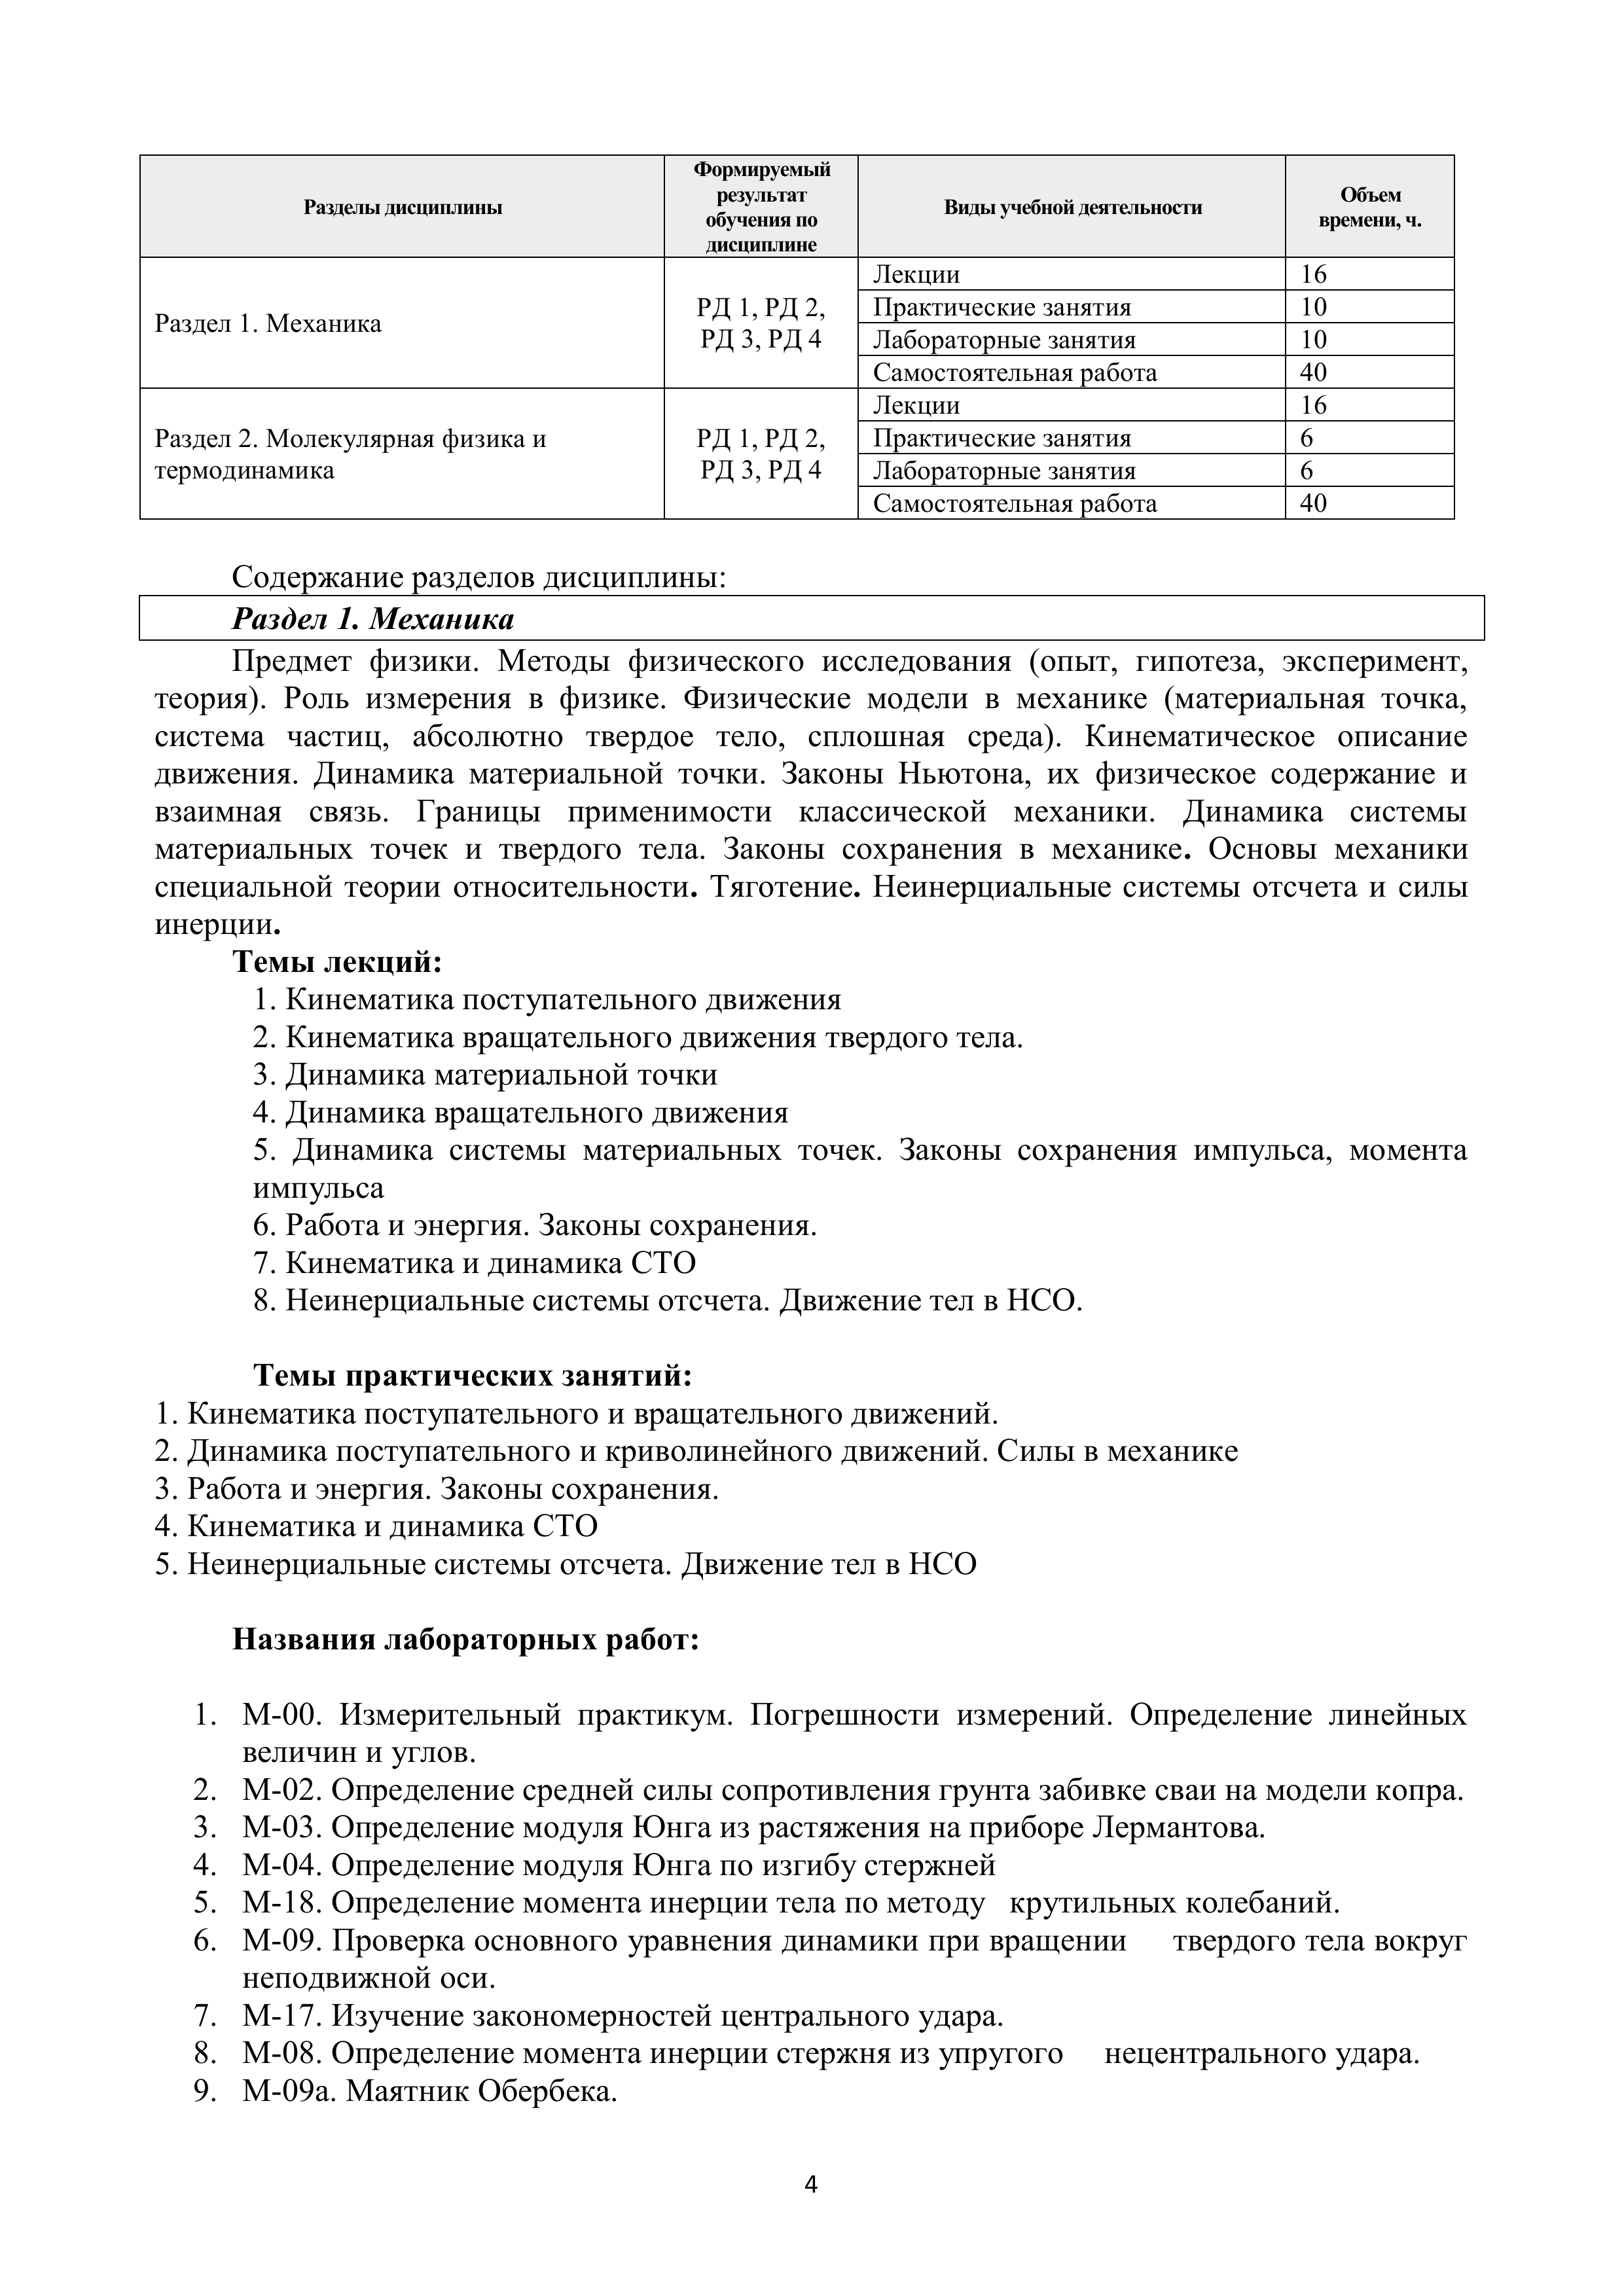 Разделы дисциплины
Формируемый
результат
обучения по
дисциплине
Виды учебной деятельности
Объем
времени, ч.
Раздел 1. Механика
РД 1, РД 2,
РД 3, РД 4
Лекции
16
Практические занятия
10
Лабораторные занятия
10
Самостоятельная работа
40
Раздел 2. Молекулярная физика и
термодинамика
РД 1, РД 2,
РД 3, РД 4
Лекции
16
Практические занятия
6
Лабораторные занятия
6
Самостоятельная работа
40
Содержание разделов дисциплины:
Раздел 1. Механика
Предмет физики. Методы физического исследования (опыт, гипотеза, эксперимент,
теория). Роль измерения в физике. Физические модели в механике (материальная точка,
система частиц, абсолютно твердое тело, сплошная среда). Кинематическое описание
движения. Динамика материальной точки. Законы Ньютона, их физическое содержание и
взаимная связь. Границы применимости классической механики. Динамика системы
материальных точек и твердого тела. Законы сохранения в механике. Основы механики
специальной теории относительности. Тяготение. Неинерциальные системы отсчета и силы
инерции.
Темы лекций:
1. Кинематика поступательного движения
2. Кинематика вращательного движения твердого тела.
3. Динамика материальной точки
4. Динамика вращательного движения
5. Динамика системы материальных точек. Законы сохранения импульса, момента
импульса
6. Работа и энергия. Законы сохранения.
7. Кинематика и динамика СТО
8. Неинерциальные системы отсчета. Движение тел в НСО.
Темы практических занятий:
1. Кинематика поступательного и вращательного движений.
2. Динамика поступательного и криволинейного движений. Силы в механике
3. Работа и энергия. Законы сохранения.
4. Кинематика и динамика СТО
5. Неинерциальные системы отсчета. Движение тел в НСО
Названия лабораторных работ:
1. М-00. Измерительный практикум. Погрешности измерений. Определение линейных
величин и углов.
2. М-02. Определение средней силы сопротивления грунта забивке сваи на модели копра.
3. М-03. Определение модуля Юнга из растяжения на приборе Лермантова.
4. М-04. Определение модуля Юнга по изгибу стержней
5. М-18. Определение момента инерции тела по методу крутильных колебаний.
6. М-09. Проверка основного уравнения динамики при вращении твердого тела вокруг
неподвижной оси.
7. М-17. Изучение закономерностей центрального удара.
8. М-08. Определение момента инерции стержня из упругого нецентрального удара.
9. М-09а. Маятник Обербека.
4